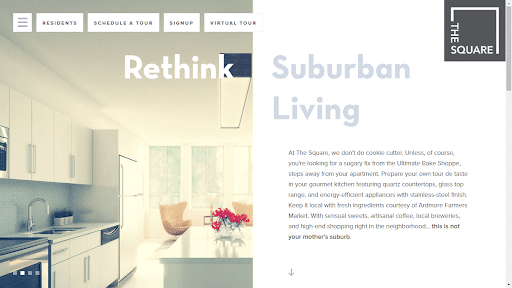 RESIDENTS
SCHEDULE A TOUR
SIGNUP
VIRTUAL TOUR
THE
SQUARE
Rethink Suburban
Living
At The Square, we don't do cookie cutter. Unless, of course,
you're looking for a sugary fix from the Ultimate Bake Shoppe,
steps away from your apartment. Prepare your own tour de taste
in your gourmet kitchen featuring quartz countertops, glass top
range, and energy-efficient appliances with stainless-steel finish.
Keep it local with fresh ingredients courtesy of Ardmore Farmers
Market. With sensual sweets, artisanal coffee, local breweries,
and high-end shopping right in the neighborhood... this is not
your mother's suburb.